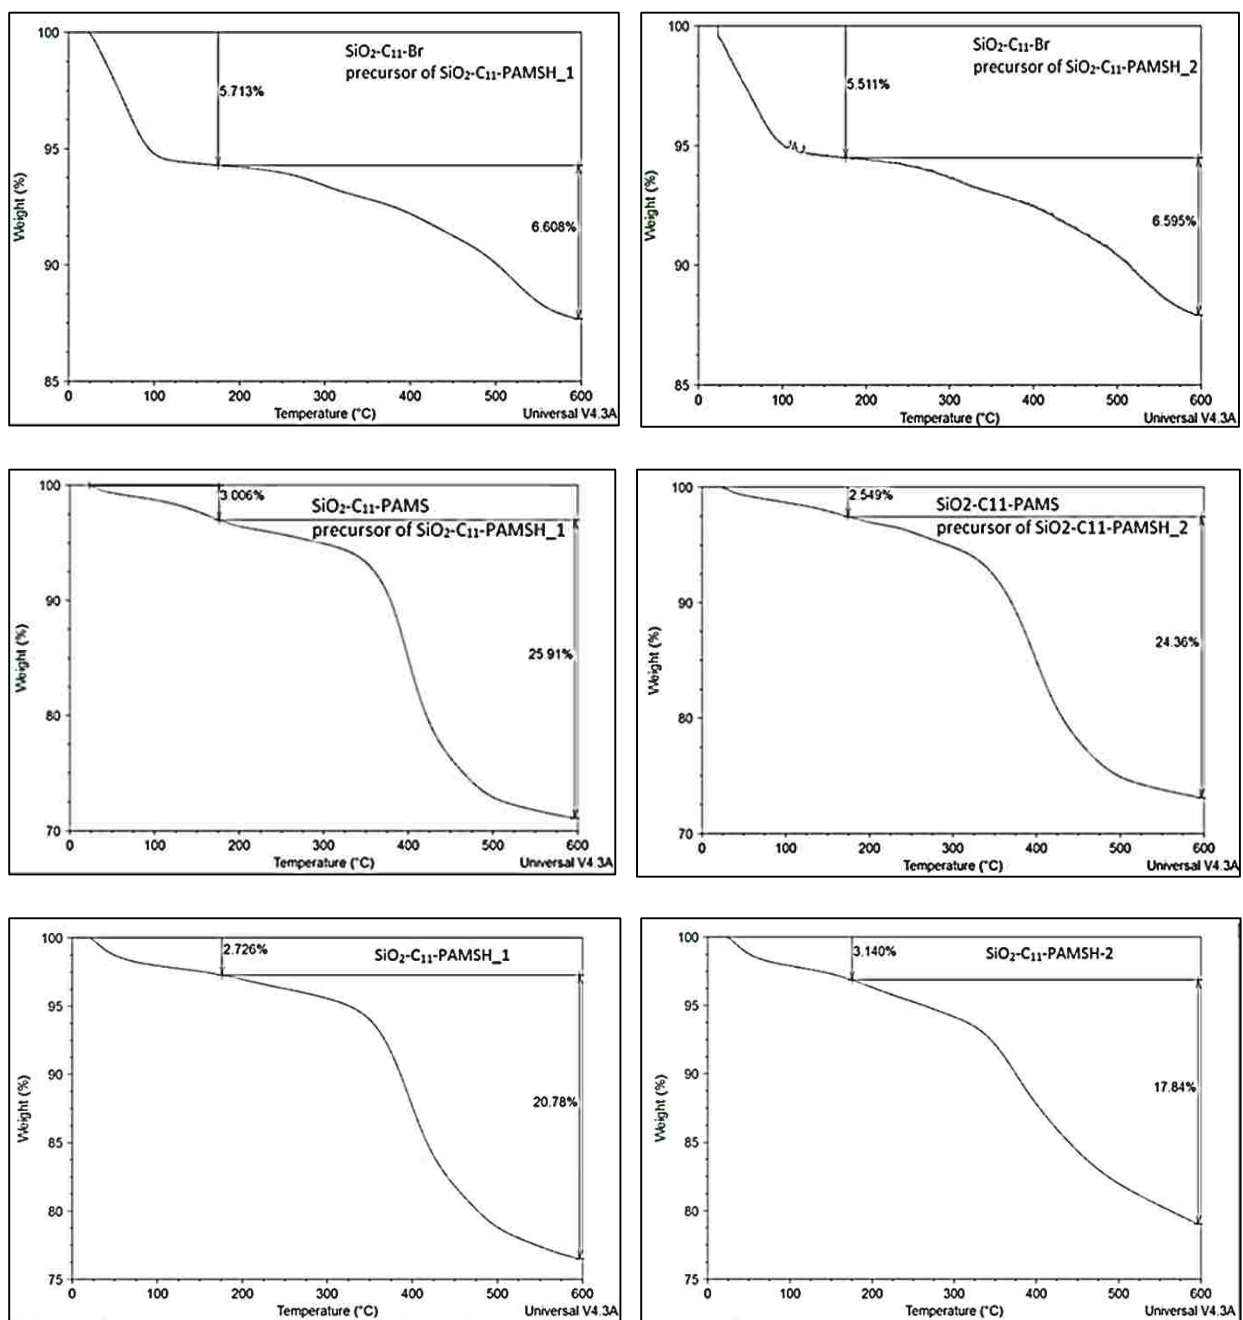 100
95
90
85
Weight (%)
5.713%
SiO₂-C₁₁-Br
precursor of SiO₂-C₁₁-PAMSH_1
6.608%
0 100 200 300 400 500 600
Temperature (°C)
Universal V4.3A
100
95
90
85
Weight (%)
5.511%
SiO₂-C₁₁-Br
precursor of SiO₂-C₁₁-PAMSH_2
6.595%
0 100 200 300 400 500 600
Temperature (°C)
Universal V4.3A
100
90
80
70
Weight (%)
3.006%
SiO₂-C₁₁-PAMS
precursor of SiO₂-C₁₁-PAMSH_1
25.91%
0 100 200 300 400 500 600
Temperature (°C)
Universal V4.3A
100
90
80
70
Weight (%)
2.549%
SiO2-C11-PAMS
precursor of SiO2-C11-PAMSH_2
24.36%
0 100 200 300 400 500 600
Temperature (°C)
Universal V4.3A
100
95
90
85
80
75
Weight (%)
2.726%
SiO₂-C₁₁-PAMSH_1
20.78%
0 100 200 300 400 500 600
Temperature (°C)
Universal V4.3A
100
95
90
85
80
75
Weight (%)
3.140%
SiO₂-C₁₁-PAMSH-2
17.84%
0 100 200 300 400 500 600
Temperature (°C)
Universal V4.3A